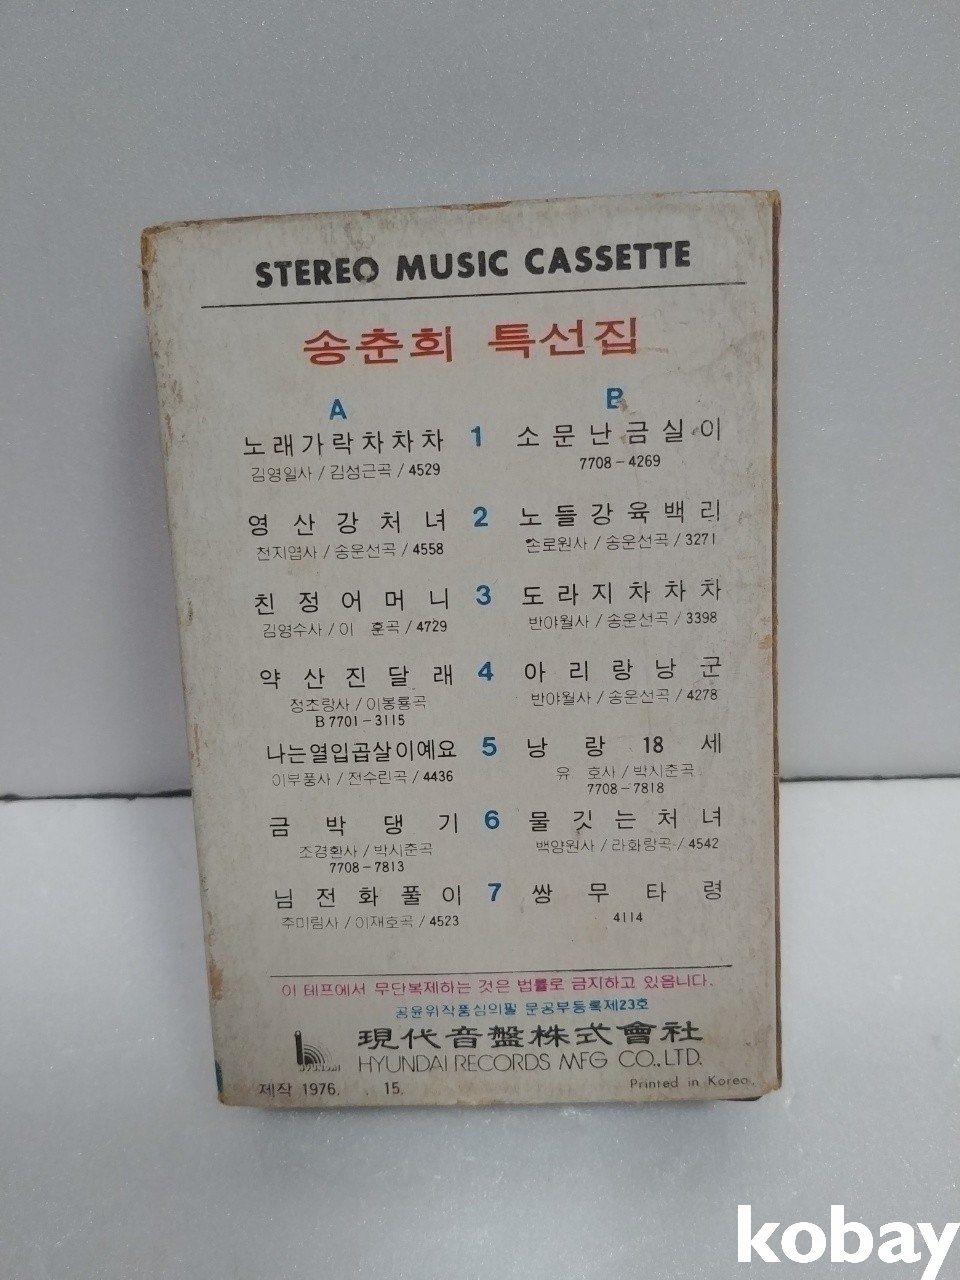 STEREO MUSIC CASSETTE
송춘희 특선집
A
B
노래가락차차차 1 소문난금실이
김영일사/김성근곡/4529 7708-4269
영산강처녀 2 노들강육백리
천지엽사/송운선곡/4558 손로원사/송운선곡/3271
친정어머니 3 도라지차차차
김영수사/이 훈곡/4729 반야월사/송운선곡/3398
약산진달래 4 아리랑낭군
정초랑사/이봉룡곡 반야월사/송운선곡/4278
B 7701-3115
나는열입곱살이예요 5 낭랑18세
이부풍사/전수린곡/4436 유 호사/박시춘곡
7708-7818
금박댕기 6 물깃는처녀
조경환사/박시춘곡 백양원사/라화랑곡/4542
7708-7813
님전화풀이 7 쌍무타령
추미림사/이재호곡/4523 4114
이 테프에서 무단복제하는 것은 법률로 금지하고 있읍니다.
공윤위작품심의필 문공부등록제23호
現代音盤株式會社
HYUNDAI
HYUNDAI RECORDS MFG CO.,LTD.
제작 1976. . 15. Printed in Korea.
kobay